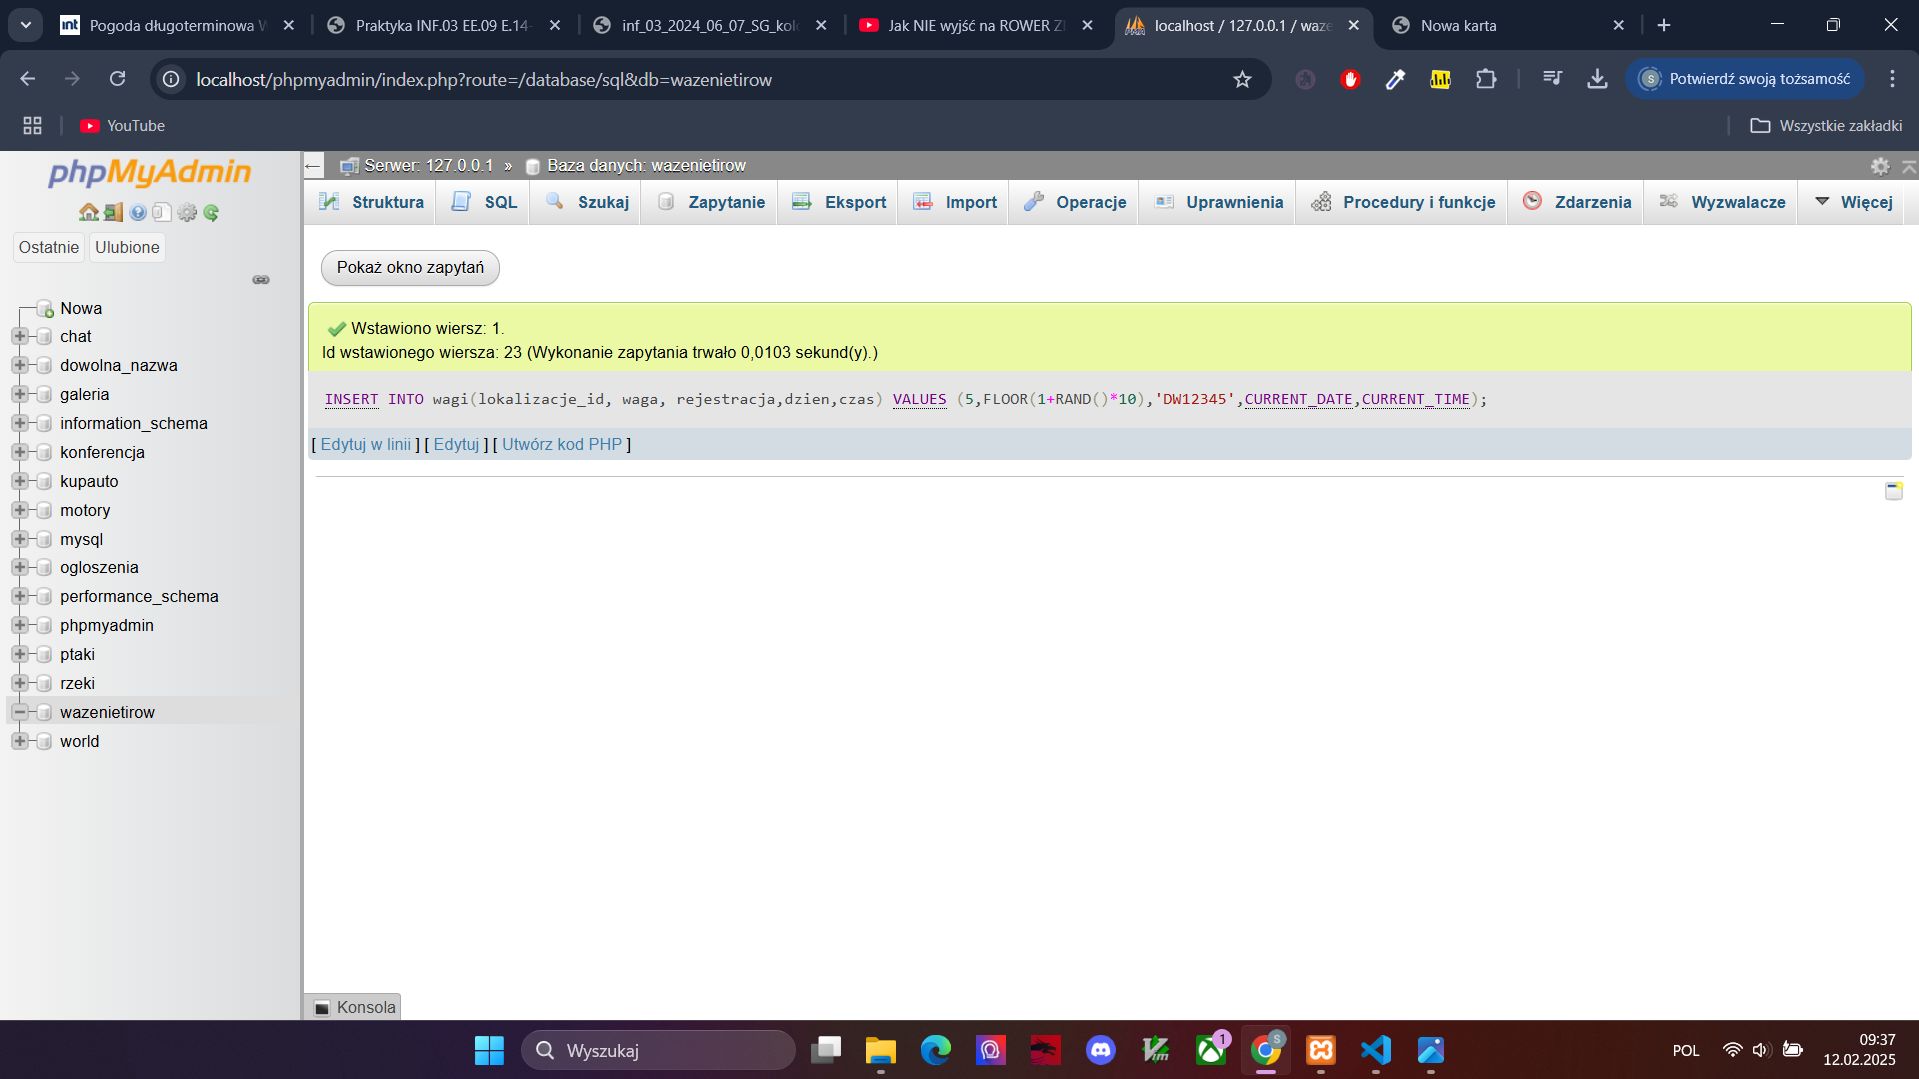 Pogoda długoterminowa W
Praktyka INF.03 EE.09 E.14-
inf_03_2024_06_07_SG_kolo
Jak NIE wyjść na ROWER ZI
localhost / 127.0.0.1 / waze
Nowa karta
localhost/phpmyadmin/index.php?route=/database/sql&db=wazenietirow
S
Potwierdź swoją tożsamość
YouTube
Wszystkie zakładki
phpMyAdmin
Ostatnie
Ulubione
Nowa
chat
dowolna_nazwa
galeria
information_schema
konferencja
kupauto
motory
mysql
ogloszenia
performance_schema
phpmyadmin
ptaki
rzeki
wazenietirow
world
Serwer: 127.0.0.1 » Baza danych: wazenietirow
Struktura
SQL
Szukaj
Zapytanie
Eksport
Import
Operacje
Uprawnienia
Procedury i funkcje
Zdarzenia
Wyzwalacze
Więcej
Pokaż okno zapytań
Wstawiono wiersz: 1.
Id wstawionego wiersza: 23 (Wykonanie zapytania trwało 0,0103 sekund(y).)
INSERT INTO wagi(lokalizacje_id, waga, rejestracja,dzien,czas) VALUES (5,FLOOR(1+RAND()*10),'DW12345',CURRENT_DATE,CURRENT_TIME);
[ Edytuj w linii ] [ Edytuj ] [ Utwórz kod PHP ]
Konsola
Wyszukaj
1
S
POL
09:37
12.02.2025